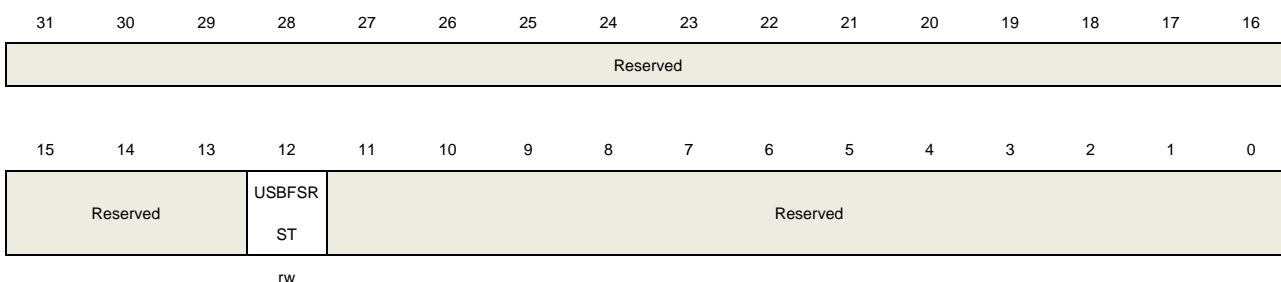 31 30 29 28 27 26 25 24 23 22 21 20 19 18 17 16
Reserved
15 14 13 12 11 10 9 8 7 6 5 4 3 2 1 0
Reserved USBFSR ST Reserved
rw